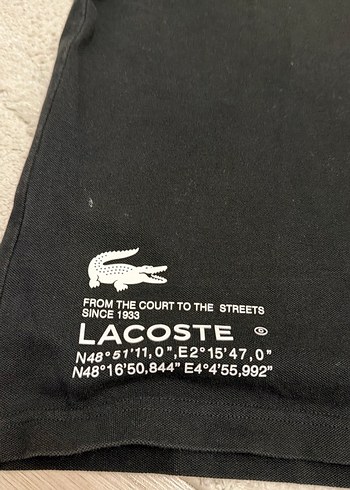 FROM THE COURT TO THE STREETS
SINCE 1933
LACOSTE ®
N48°51'11,0”,E2°15'47,0”
N48°16'50,844” E4°4'55,992”